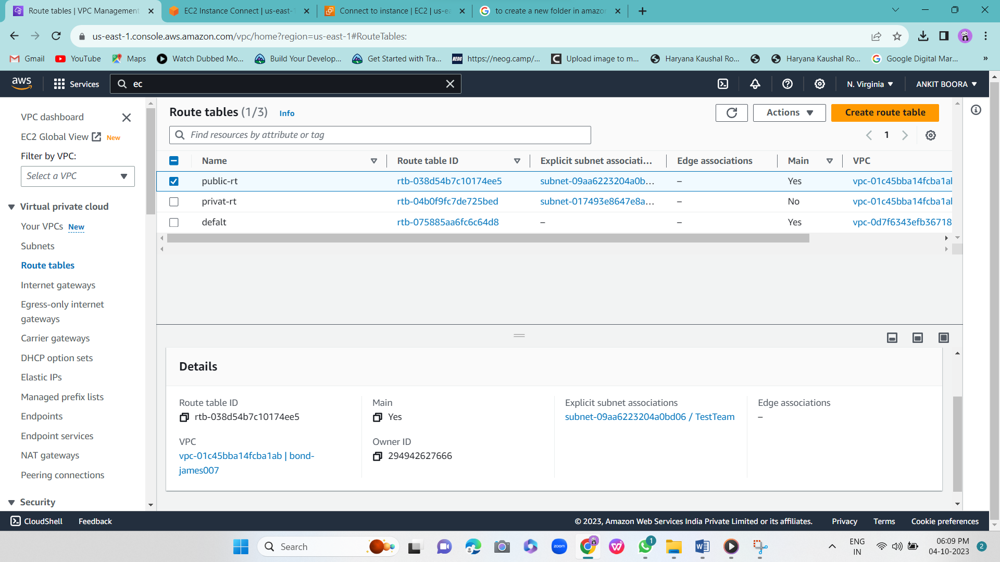 Route tables | VPC Management
EC2 Instance Connect | us-east-
Connect to instance | EC2 | us-ea
to create a new folder in amazo
us-east-1.console.aws.amazon.com/vpc/home?region=us-east-1#RouteTables:
Gmail
YouTube
Maps
Watch Dubbed Mo...
Build Your Develop...
Get Started with Tra...
NEOG
https://neog.camp/...
Upload image to m...
Haryana Kaushal Ro...
Haryana Kaushal Ro...
Google Digital Mar...
»
aws
Services
ec
N. Virginia
ANKIT BOORA
VPC dashboard
EC2 Global View New
Filter by VPC:
Select a VPC
Virtual private cloud
Your VPCs New
Subnets
Route tables
Internet gateways
Egress-only internet
gateways
Carrier gateways
DHCP option sets
Elastic IPs
Managed prefix lists
Endpoints
Endpoint services
NAT gateways
Peering connections
Security
Route tables (1/3) Info
Actions
Create route table
Find resources by attribute or tag
1
Name Route table ID Explicit subnet associati... Edge associations Main VPC
public-rt rtb-038d54b7c10174ee5 subnet-09aa6223204a0b... – Yes vpc-01c45bba14fcba1al
privat-rt rtb-04b0f9fc7de725bed subnet-017493e8647e8a... – No vpc-01c45bba14fcba1al
defalt rtb-075885aa6fc6c64d8 – – Yes vpc-0d7f6343efb36718
Details
Route table ID
rtb-038d54b7c10174ee5
Main
Yes
Explicit subnet associations
subnet-09aa6223204a0bd06 / TestTeam
Edge associations
–
VPC
vpc-01c45bba14fcba1ab | bond-
james007
Owner ID
294942627666
CloudShell
Feedback
© 2023, Amazon Web Services India Private Limited or its affiliates.
Privacy
Terms
Cookie preferences
Search
zoom
1
ENG
IN
06:09 PM
04-10-2023
2